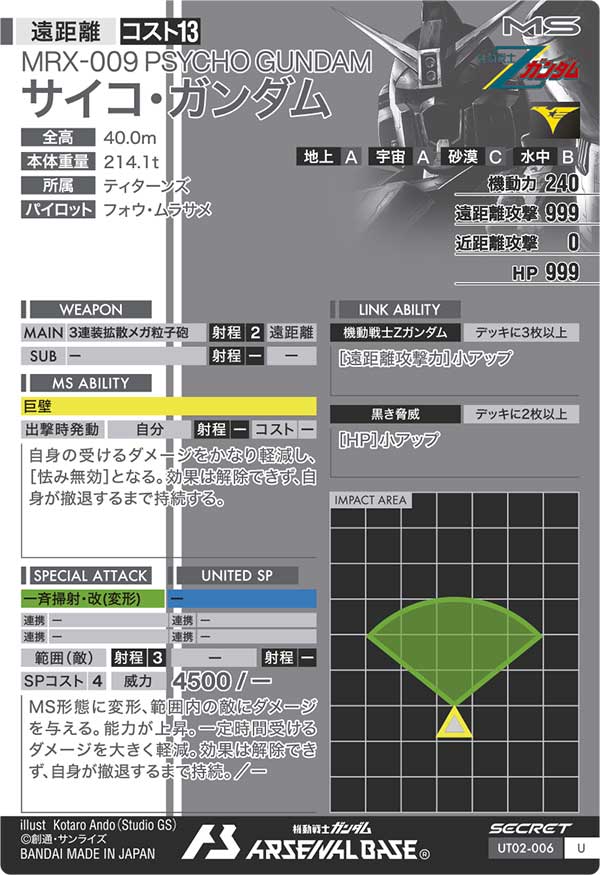 遠距離 コスト13 MS
MRX-009 PSYCHO GUNDAM
サイコ・ガンダム
機動戦士Zガンダム
全高 40.0m
本体重量 214.1t
所属 ティターンズ
パイロット フォウ・ムラサメ
地上 A 宇宙 A 砂漠 C 水中 B
機動力 240
遠距離攻撃 999
近距離攻撃 0
HP 999
WEAPON
MAIN 3連装拡散メガ粒子砲 射程 2 遠距離
SUB ー 射程 ー ー
MS ABILITY
巨壁
出撃時発動 自分 射程 ー コスト ー
自身の受けるダメージをかなり軽減し、
[怯み無効]となる。効果は解除できず、自
身が撤退するまで持続する。
SPECIAL ATTACK UNITED SP
一斉掃射・改(変形) ー
連携 ー 連携 ー
連携 ー 連携 ー
範囲(敵) 射程 3 ー 射程 ー
SPコスト 4 威力 4500/ー
MS形態に変形、範囲内の敵にダメージ
を与える。能力が上昇。一定時間受ける
ダメージを大きく軽減。効果は解除でき
ず、自身が撤退するまで持続。/ー
LINK ABILITY
機動戦士Zガンダム デッキに3枚以上
[遠距離攻撃力]小アップ
黒き脅威 デッキに2枚以上
[HP]小アップ
IMPACT AREA
illust Kotaro Ando(Studio GS)
©創通・サンライズ
BANDAI MADE IN JAPAN
機動戦士ガンダム
ARSENAL BASE®
SECRET
UT02-006 U